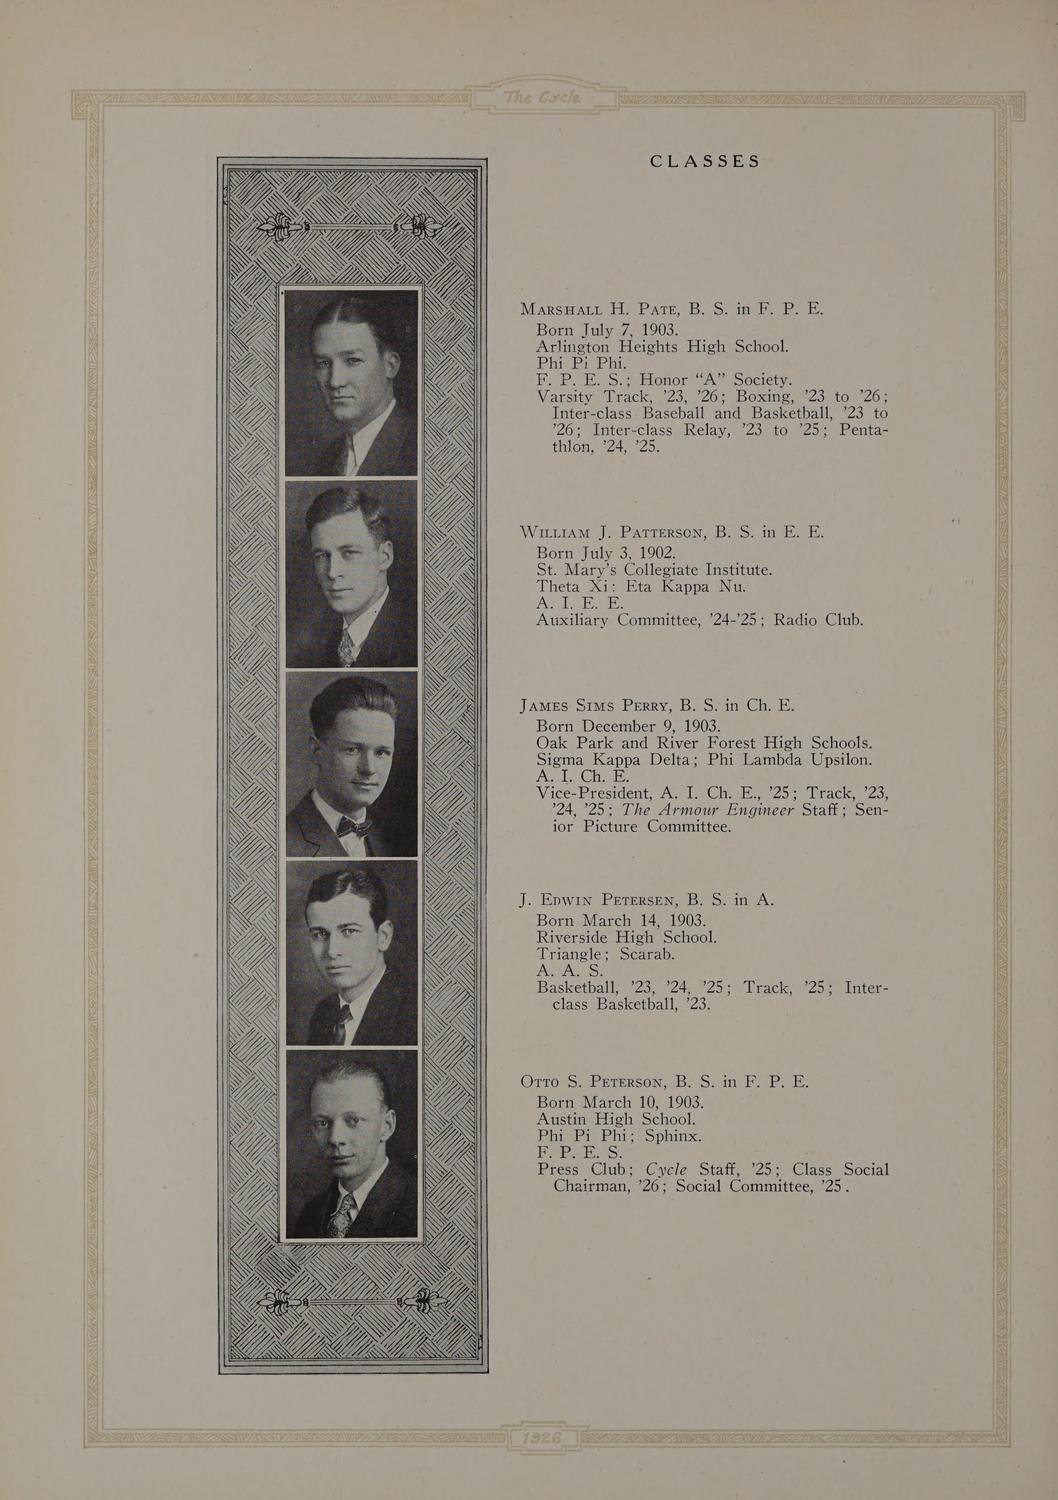 The Cycle
CLASSES
MARSHALL H. PATE, B. S. in F. P. E.
Born July 7, 1903.
Arlington Heights High School.
Phi Pi Phi.
F. P. E. S.; Honor “A” Society.
Varsity Track, ’23, ’26; Boxing, ’23 to ’26;
Inter-class Baseball and Basketball, ’23 to
’26; Inter-class Relay, ’23 to ’25; Penta-
thlon, ’24, ’25.
WILLIAM J. PATTERSON, B. S. in E. E.
Born July 3, 1902.
St. Mary’s Collegiate Institute.
Theta Xi: Eta Kappa Nu.
A. I. E. E.
Auxiliary Committee, ’24-’25; Radio Club.
JAMES SIMS PERRY, B. S. in Ch. E.
Born December 9, 1903.
Oak Park and River Forest High Schools.
Sigma Kappa Delta; Phi Lambda Upsilon.
A. I. Ch. E.
Vice-President, A. I. Ch. E., ’25; Track, ’23,
’24, ’25; The Armour Engineer Staff; Sen-
ior Picture Committee.
J. EDWIN PETERSEN, B. S. in A.
Born March 14, 1903.
Riverside High School.
Triangle; Scarab.
A. A. S.
Basketball, ’23, ’24, ’25; Track, ’25; Inter-
class Basketball, ’23.
OTTO S. PETERSON, B. S. in F. P. E.
Born March 10, 1903.
Austin High School.
Phi Pi Phi; Sphinx.
F. P. E. S.
Press Club; Cycle Staff, ’25; Class Social
Chairman, ’26; Social Committee, ’25.
1926